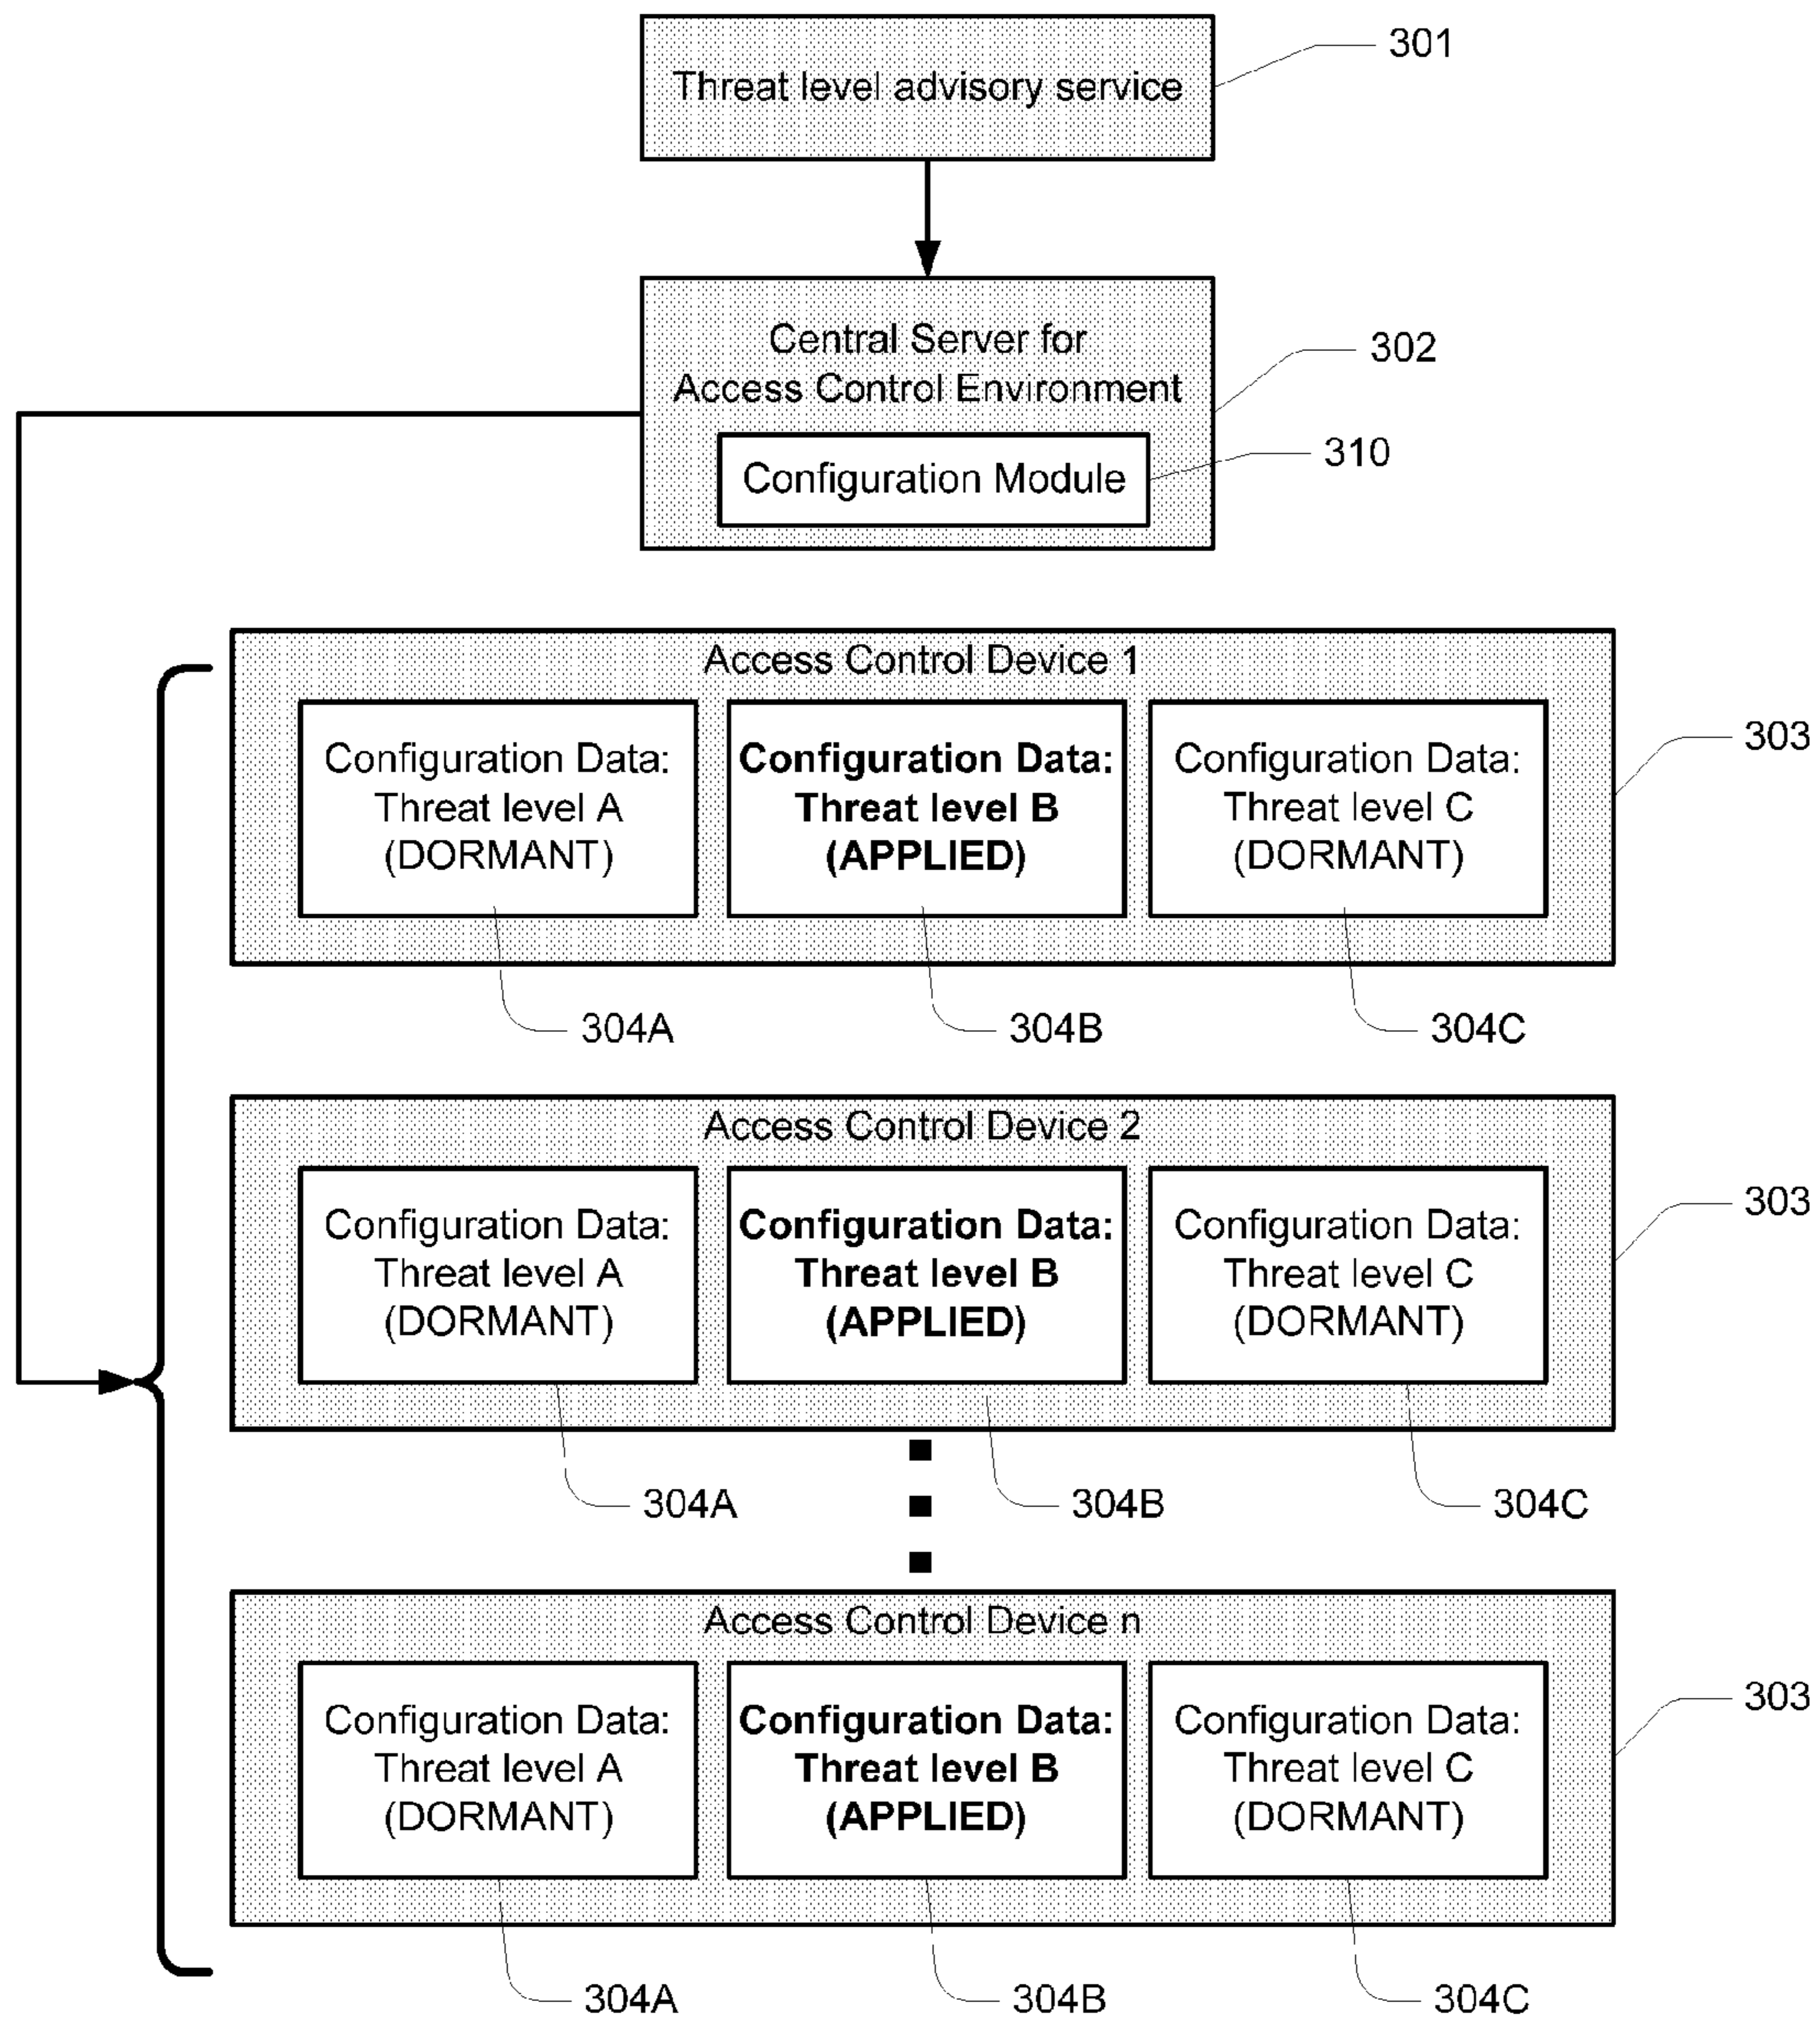 Threat level advisory service
301
Central Server for
Access Control Environment
302
Configuration Module
310
Access Control Device 1
Configuration Data:
Threat level A
(DORMANT)
Configuration Data:
Threat level B
(APPLIED)
Configuration Data:
Threat level C
(DORMANT)
303
304A
304B
304C
Access Control Device 2
Configuration Data:
Threat level A
(DORMANT)
Configuration Data:
Threat level B
(APPLIED)
Configuration Data:
Threat level C
(DORMANT)
303
304A
304B
304C
Access Control Device n
Configuration Data:
Threat level A
(DORMANT)
Configuration Data:
Threat level B
(APPLIED)
Configuration Data:
Threat level C
(DORMANT)
303
304A
304B
304C